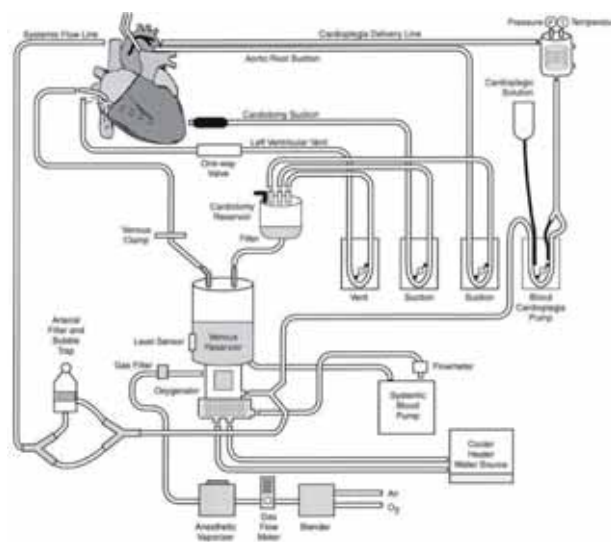 Pressure
P
T
Temperature
Systemic Flow Line
Cardioplegia Delivery Line
Aortic Root Suction
Cardioplegic
Solution
Cardiotomy Suction
Left Ventricular Vent
One-way
Valve
Cardiotomy
Reservoir
Filter
Venous
Clamp
Vent
Suction
Suction
Blood
Cardioplegia
Pump
Level Sensor
Venous
Reservoir
Arterial
Filter and
Bubble
Trap
Gas Filter
Oxygenator
Flowmeter
Systemic
Blood
Pump
Cooler
Heater
Water Source
Air
O2
Anesthetic
Vaporizer
Gas
Flow
Meter
Blender